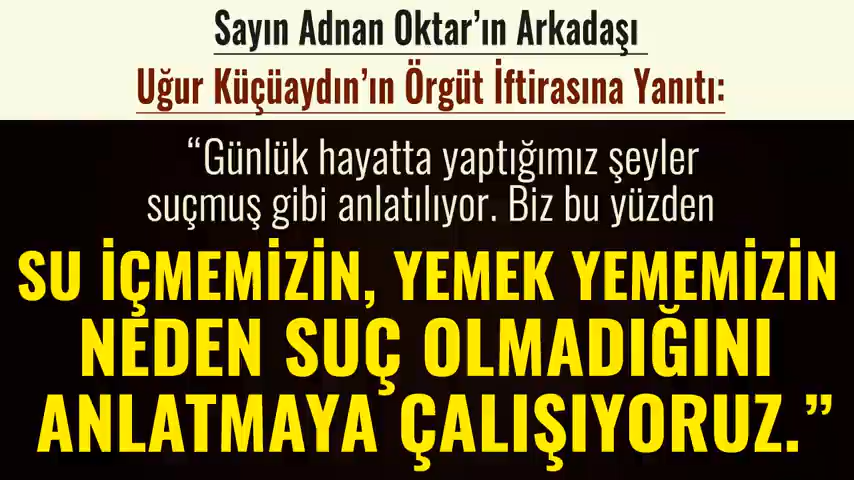 Sayın Adnan Oktar’ın Arkadaşı
Uğur Küçüaydın’ın Örgüt İftirasına Yanıtı:
“Günlük hayatta yaptığımız şeyler
suçmuş gibi anlatılıyor. Biz bu yüzden
SU İÇMEMİZİN, YEMEK YEMEMİZİN
NEDEN SUÇ OLMADIĞINI
ANLATMAYA ÇALIŞIYORUZ.”